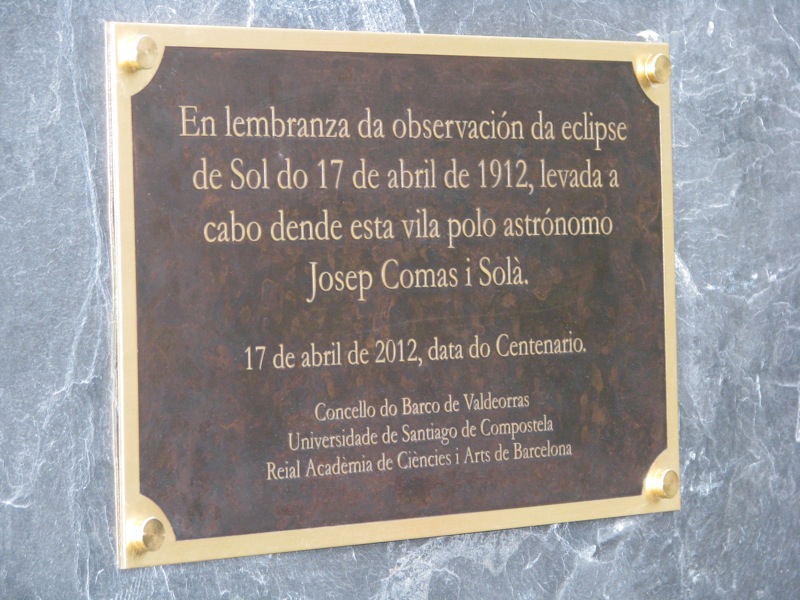 En lembranza da observación da eclipse
de Sol do 17 de abril de 1912, levada a
cabo dende esta vila polo astrónomo
Josep Comas i Solà.
17 de abril de 2012, data do Centenario.
Concello do Barco de Valdeorras
Universidade de Santiago de Compostela
Reial Acadèmia de Ciències i Arts de Barcelona